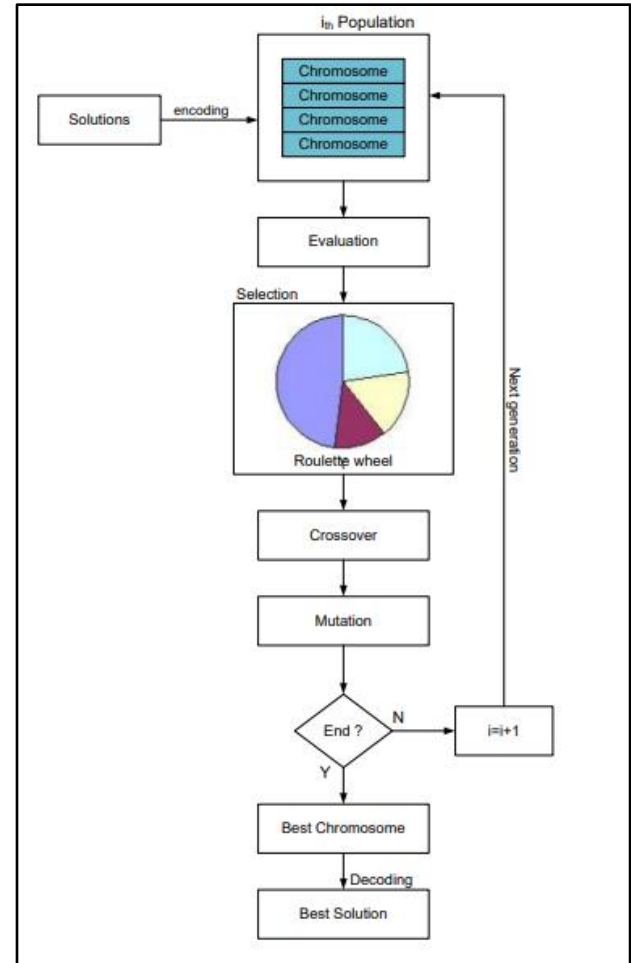 ith Population
Chromosome
Chromosome
Chromosome
Chromosome
Solutions
encoding
Evaluation
Selection
Roulette wheel
Next generation
Crossover
Mutation
End ?
N
i=i+1
Y
Best Chromosome
Decoding
Best Solution